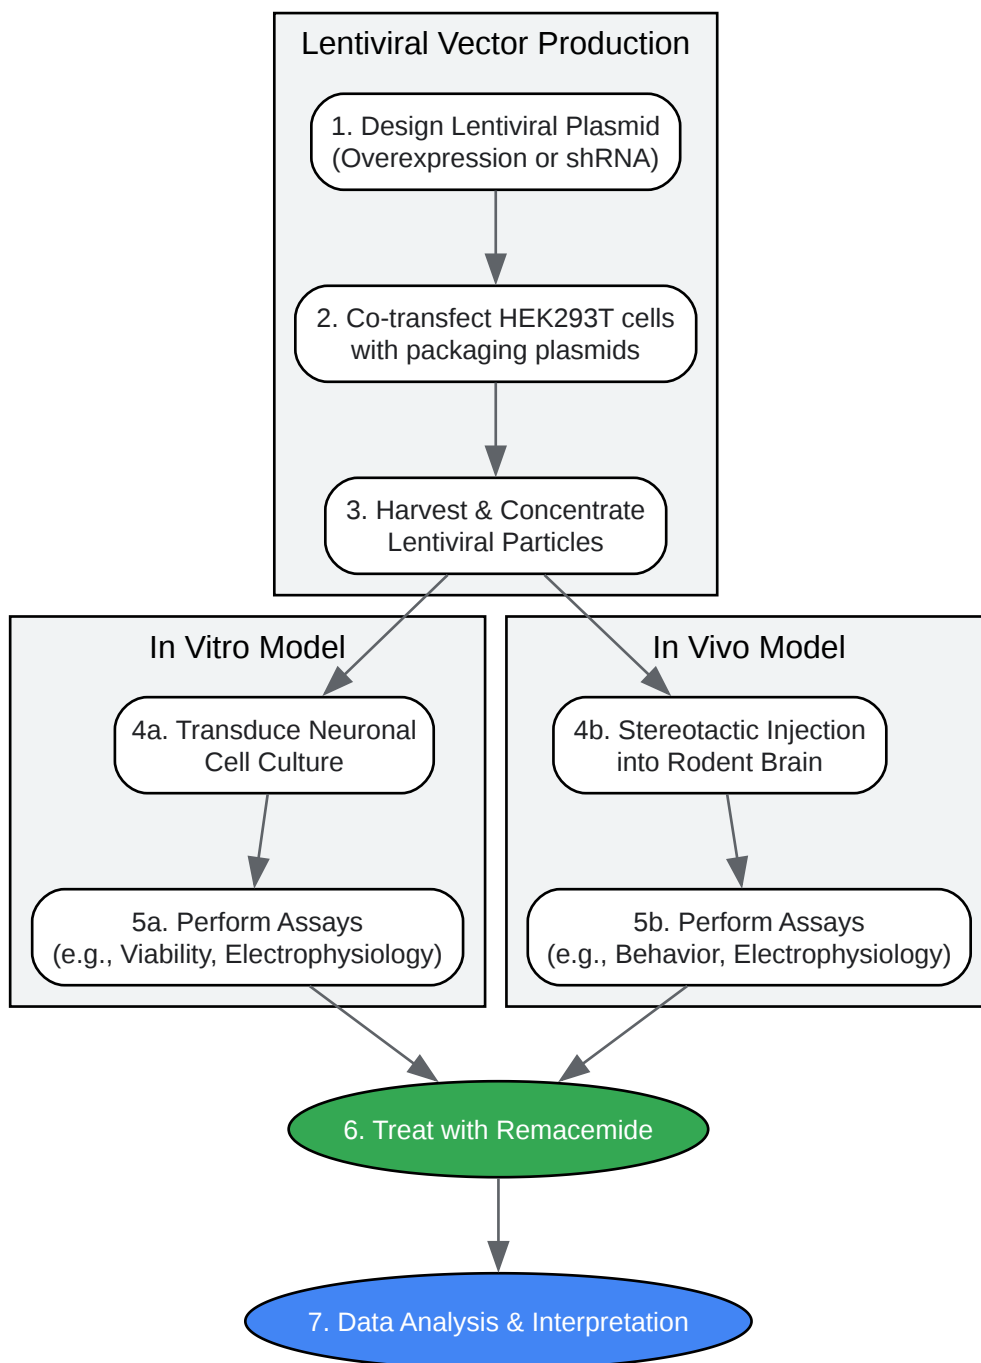 Lentiviral Vector Production
1. Design Lentiviral Plasmid
(Overexpression or shRNA)
2. Co-transfect HEK293T cells
with packaging plasmids
3. Harvest & Concentrate
Lentiviral Particles
In Vitro Model
4a. Transduce Neuronal
Cell Culture
5a. Perform Assays
(e.g., Viability, Electrophysiology)
In Vivo Model
4b. Stereotactic Injection
into Rodent Brain
5b. Perform Assays
(e.g., Behavior, Electrophysiology)
6. Treat with Remacemide
7. Data Analysis & Interpretation